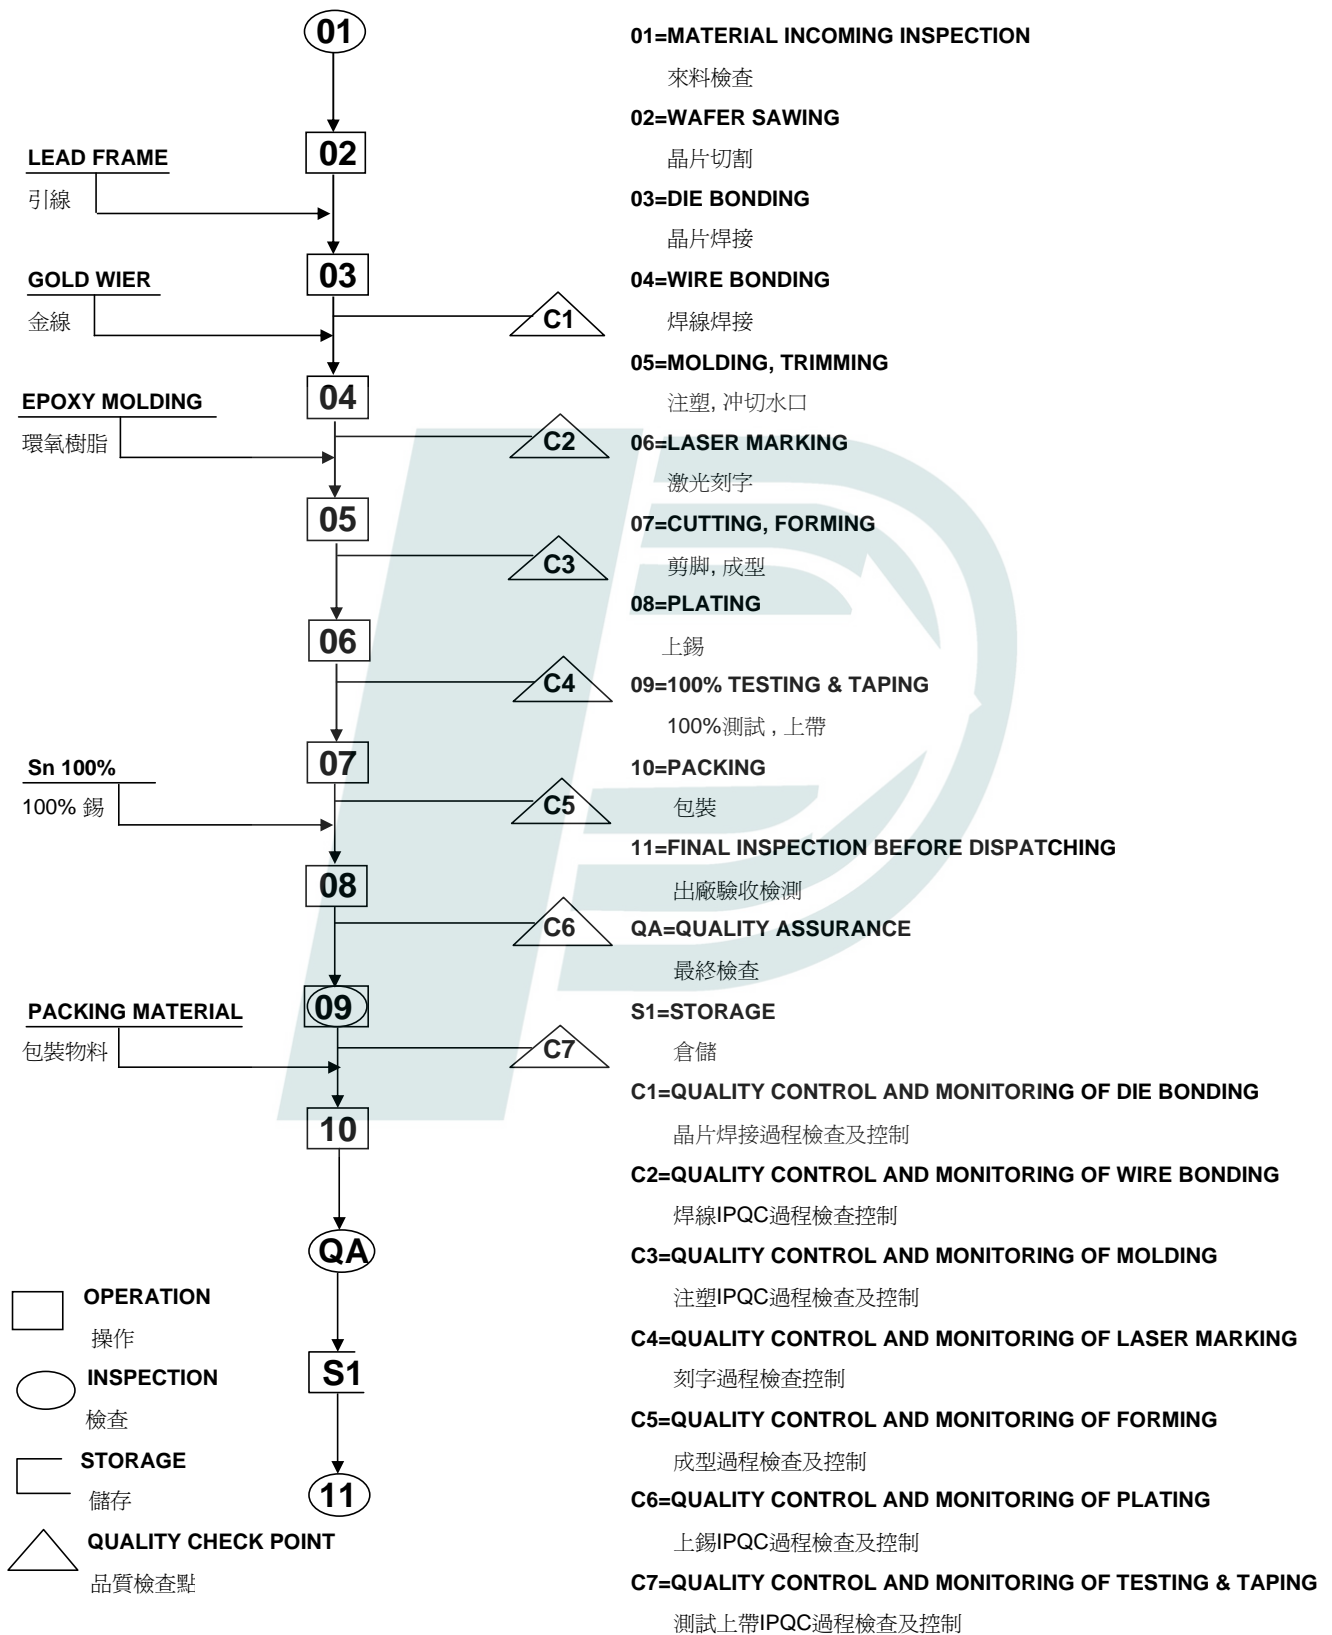 01
02
LEAD FRAME
引線
03
GOLD WIER
金線
C1
04
EPOXY MOLDING
環氧樹脂
C2
05
C3
06
C4
07
Sn 100%
100% 錫
C5
08
C6
09
PACKING MATERIAL
包裝物料
C7
10
QA
S1
11
OPERATION
操作
INSPECTION
檢查
STORAGE
儲存
QUALITY CHECK POINT
品質檢查點
01=MATERIAL INCOMING INSPECTION
來料檢查
02=WAFER SAWING
晶片切割
03=DIE BONDING
晶片焊接
04=WIRE BONDING
焊線焊接
05=MOLDING, TRIMMING
注塑, 冲切水口
06=LASER MARKING
激光刻字
07=CUTTING, FORMING
剪脚, 成型
08=PLATING
上錫
09=100% TESTING & TAPING
100%測試 , 上帶
10=PACKING
包裝
11=FINAL INSPECTION BEFORE DISPATCHING
出廠驗收檢測
QA=QUALITY ASSURANCE
最終檢查
S1=STORAGE
倉儲
C1=QUALITY CONTROL AND MONITORING OF DIE BONDING
晶片焊接過程檢查及控制
C2=QUALITY CONTROL AND MONITORING OF WIRE BONDING
焊線IPQC過程檢查控制
C3=QUALITY CONTROL AND MONITORING OF MOLDING
注塑IPQC過程檢查及控制
C4=QUALITY CONTROL AND MONITORING OF LASER MARKING
刻字過程檢查控制
C5=QUALITY CONTROL AND MONITORING OF FORMING
成型過程檢查及控制
C6=QUALITY CONTROL AND MONITORING OF PLATING
上錫IPQC過程檢查及控制
C7=QUALITY CONTROL AND MONITORING OF TESTING & TAPING
測試上帶IPQC過程檢查及控制